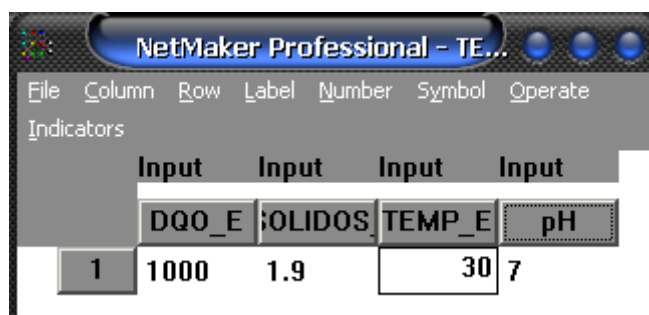 NetMaker Professional - TE...
File Column Row Label Number Symbol Operate
Indicators
Input Input Input Input
DQO_E SOLIDOS_ TEMP_E pH
1 1000 1.9 30 7